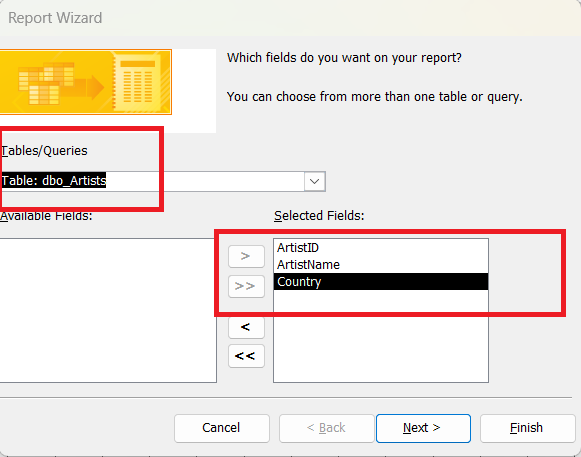 Report Wizard
Which fields do you want on your report?
You can choose from more than one table or query.
Tables/Queries
Table: dbo_Artists
Available Fields:
Selected Fields:
ArtistID
ArtistName
Country
>
>>
<
<<
Cancel
< Back
Next >
Finish